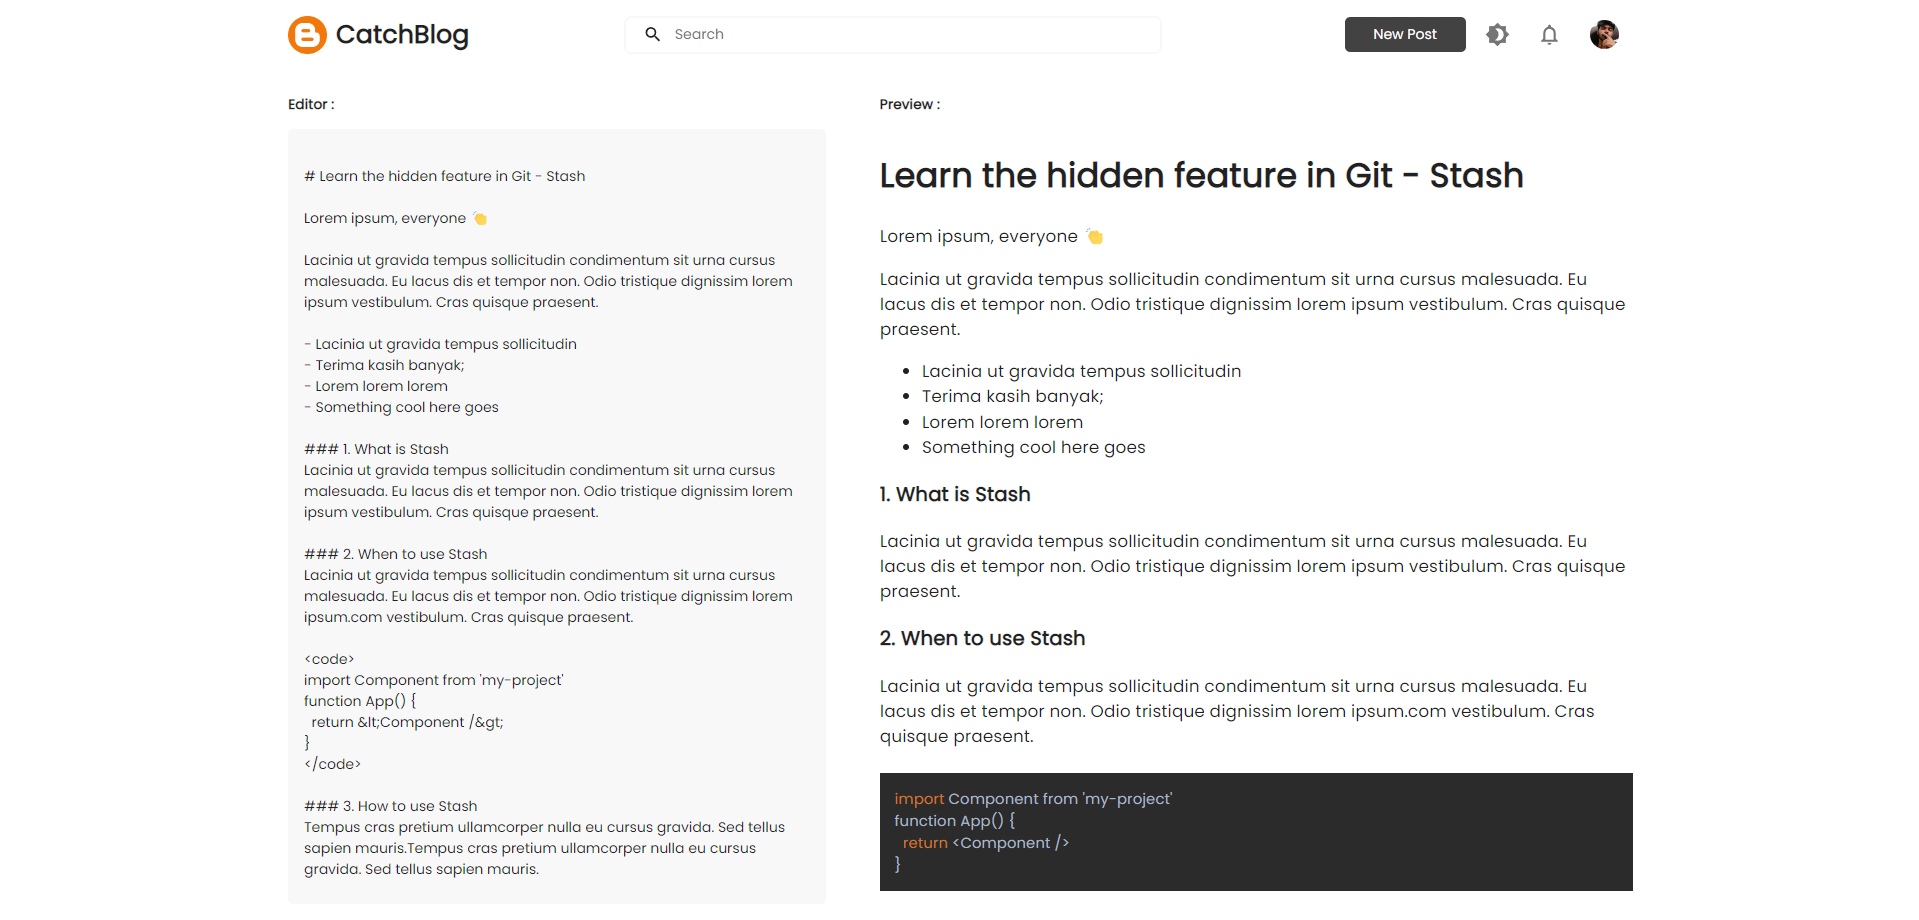 CatchBlog
Search
New Post
Editor :
# Learn the hidden feature in Git - Stash
Lorem ipsum, everyone 👏
Lacinia ut gravida tempus sollicitudin condimentum sit urna cursus
malesuada. Eu lacus dis et tempor non. Odio tristique dignissim lorem
ipsum vestibulum. Cras quisque praesent.
- Lacinia ut gravida tempus sollicitudin
- Terima kasih banyak;
- Lorem lorem lorem
- Something cool here goes
### 1. What is Stash
Lacinia ut gravida tempus sollicitudin condimentum sit urna cursus
malesuada. Eu lacus dis et tempor non. Odio tristique dignissim lorem
ipsum vestibulum. Cras quisque praesent.
### 2. When to use Stash
Lacinia ut gravida tempus sollicitudin condimentum sit urna cursus
malesuada. Eu lacus dis et tempor non. Odio tristique dignissim lorem
ipsum.com vestibulum. Cras quisque praesent.
<code>
import Component from 'my-project'
function App() {
  return &lt;Component /&gt;
}
</code>
### 3. How to use Stash
Tempus cras pretium ullamcorper nulla eu cursus gravida. Sed tellus
sapien mauris.Tempus cras pretium ullamcorper nulla eu cursus
gravida. Sed tellus sapien mauris.
Preview :
Learn the hidden feature in Git - Stash
Lorem ipsum, everyone 👏
Lacinia ut gravida tempus sollicitudin condimentum sit urna cursus malesuada. Eu
lacus dis et tempor non. Odio tristique dignissim lorem ipsum vestibulum. Cras quisque
praesent.
• Lacinia ut gravida tempus sollicitudin
• Terima kasih banyak;
• Lorem lorem lorem
• Something cool here goes
1. What is Stash
Lacinia ut gravida tempus sollicitudin condimentum sit urna cursus malesuada. Eu
lacus dis et tempor non. Odio tristique dignissim lorem ipsum vestibulum. Cras quisque
praesent.
2. When to use Stash
Lacinia ut gravida tempus sollicitudin condimentum sit urna cursus malesuada. Eu
lacus dis et tempor non. Odio tristique dignissim lorem ipsum.com vestibulum. Cras
quisque praesent.
import Component from 'my-project'
function App() {
  return <Component />
}